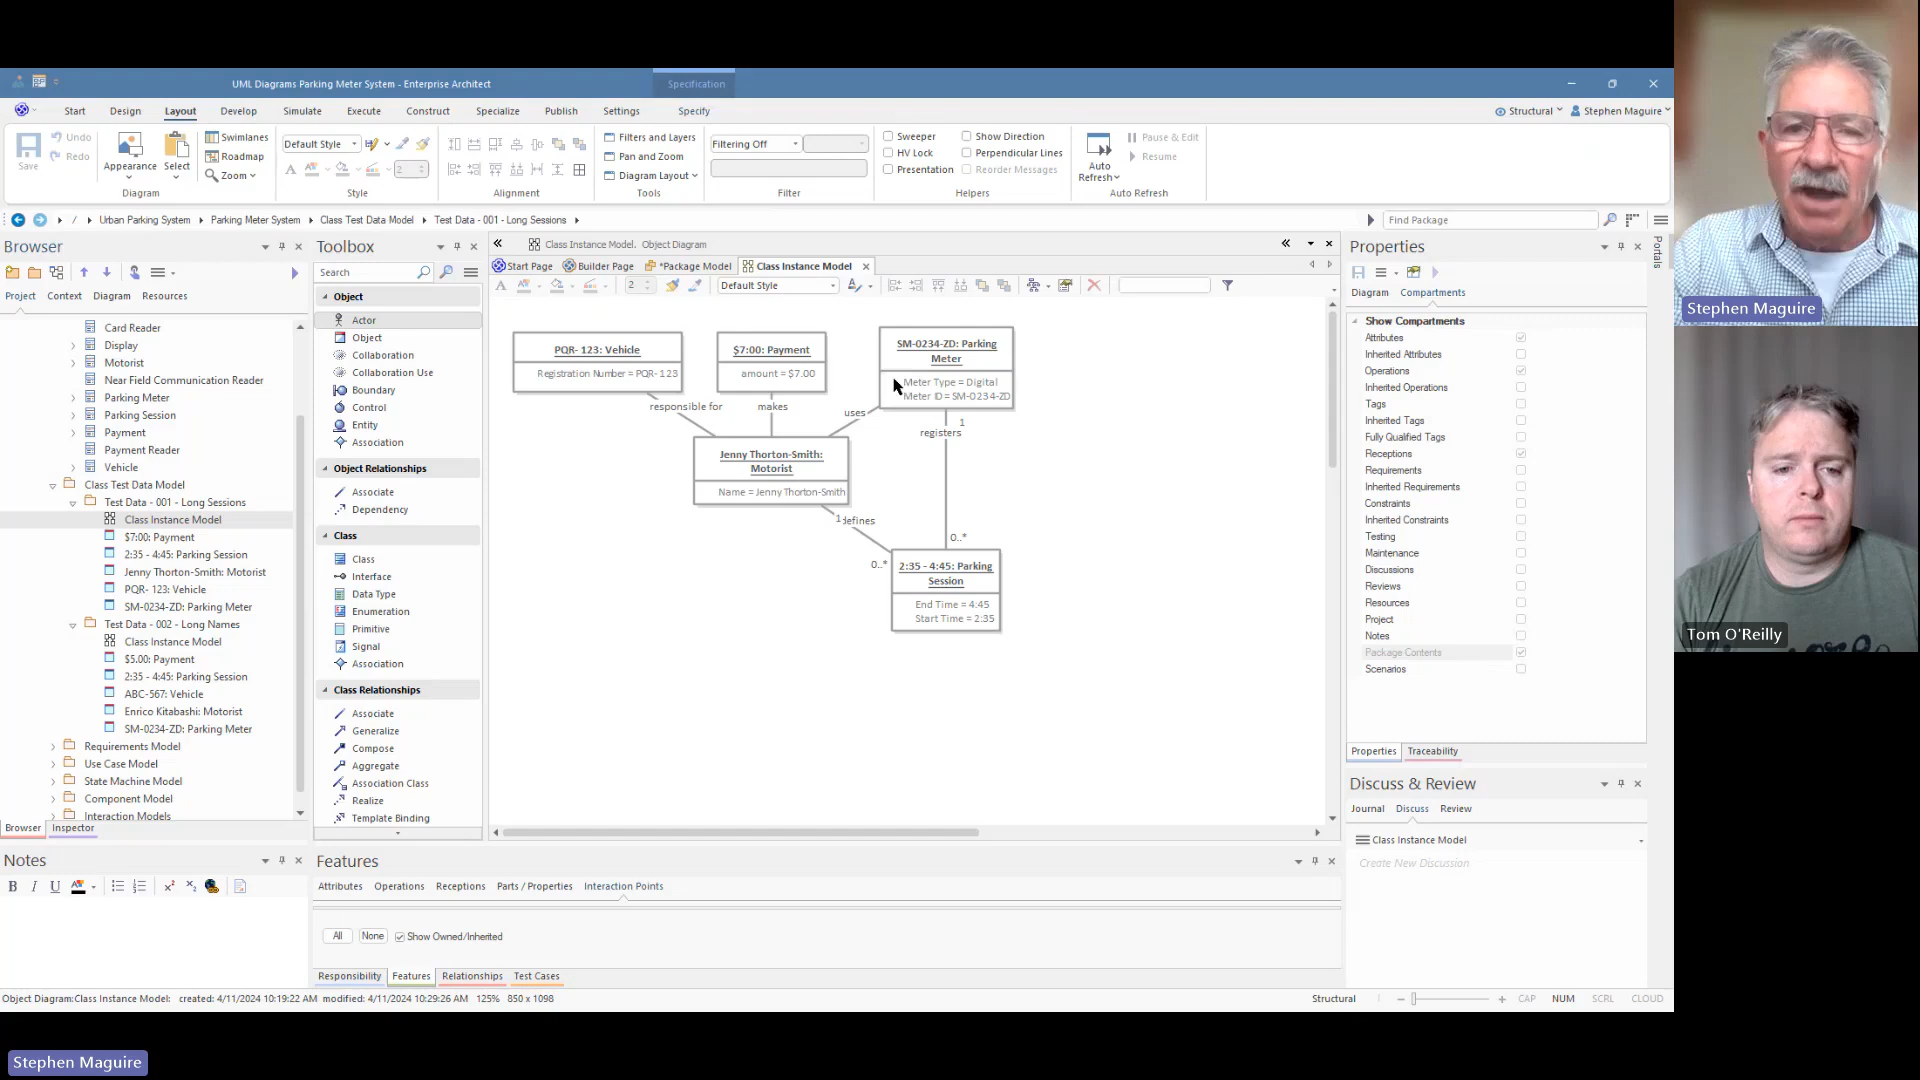 UML Diagrams Parking Meter System - Enterprise Architect
Specification
Start
Design
Layout
Develop
Simulate
Execute
Construct
Specialize
Publish
Settings
Specify
Structural
Stephen Maguire
Save
Undo
Redo
Appearance
Select
Swimlanes
Roadmap
Zoom
Diagram
Default Style
2
Style
Alignment
Filters and Layers
Pan and Zoom
Diagram Layout
Tools
Filtering Off
Filter
Sweeper
HV Lock
Presentation
Show Direction
Perpendicular Lines
Reorder Messages
Helpers
Auto
Refresh
Pause & Edit
Resume
Auto Refresh
/ Urban Parking System Parking Meter System Class Test Data Model Test Data - 001 - Long Sessions
Find Package
Portals
Browser
Project Context Diagram Resources
Card Reader
Display
Motorist
Near Field Communication Reader
Parking Meter
Parking Session
Payment
Payment Reader
Vehicle
Class Test Data Model
Test Data - 001 - Long Sessions
Class Instance Model
$7:00: Payment
2:35 - 4:45: Parking Session
Jenny Thorton-Smith: Motorist
PQR- 123: Vehicle
SM-0234-ZD: Parking Meter
Test Data - 002 - Long Names
Class Instance Model
$5.00: Payment
2:35 - 4:45: Parking Session
ABC-567: Vehicle
Enrico Kitabashi: Motorist
SM-0234-ZD: Parking Meter
Requirements Model
Use Case Model
State Machine Model
Component Model
Interaction Models
Browser Inspector
Toolbox
Search
Object
Actor
Object
Collaboration
Collaboration Use
Boundary
Control
Entity
Association
Object Relationships
Associate
Dependency
Class
Class
Interface
Data Type
Enumeration
Primitive
Signal
Association
Class Relationships
Associate
Generalize
Compose
Aggregate
Association Class
Realize
Template Binding
Class Instance Model. Object Diagram
Start Page
Builder Page
*Package Model
Class Instance Model
2
Default Style
PQR- 123: Vehicle
Registration Number = PQR- 123
$7:00: Payment
amount = $7.00
SM-0234-ZD: Parking
Meter
Meter Type = Digital
Meter ID = SM-0234-ZD
responsible for
makes
uses
1
registers
Jenny Thorton-Smith:
Motorist
Name = Jenny Thorton-Smith
1
defines
0..*
0..*
2:35 - 4:45: Parking
Session
End Time = 4:45
Start Time = 2:35
Properties
Diagram Compartments
Show Compartments
Attributes
Inherited Attributes
Operations
Inherited Operations
Tags
Inherited Tags
Fully Qualified Tags
Receptions
Requirements
Inherited Requirements
Constraints
Inherited Constraints
Testing
Maintenance
Discussions
Reviews
Resources
Project
Notes
Package Contents
Scenarios
Properties Traceability
Discuss & Review
Journal Discuss Review
Class Instance Model
Create New Discussion
Notes
B I U
Features
Attributes Operations Receptions Parts / Properties Interaction Points
All None Show Owned/Inherited
Responsibility Features Relationships Test Cases
Object Diagram:Class Instance Model: created: 4/11/2024 10:19:22 AM modified: 4/11/2024 10:29:26 AM 125% 850 x 1098
Structural
CAP NUM SCRL CLOUD
Stephen Maguire
Tom O'Reilly
Stephen Maguire